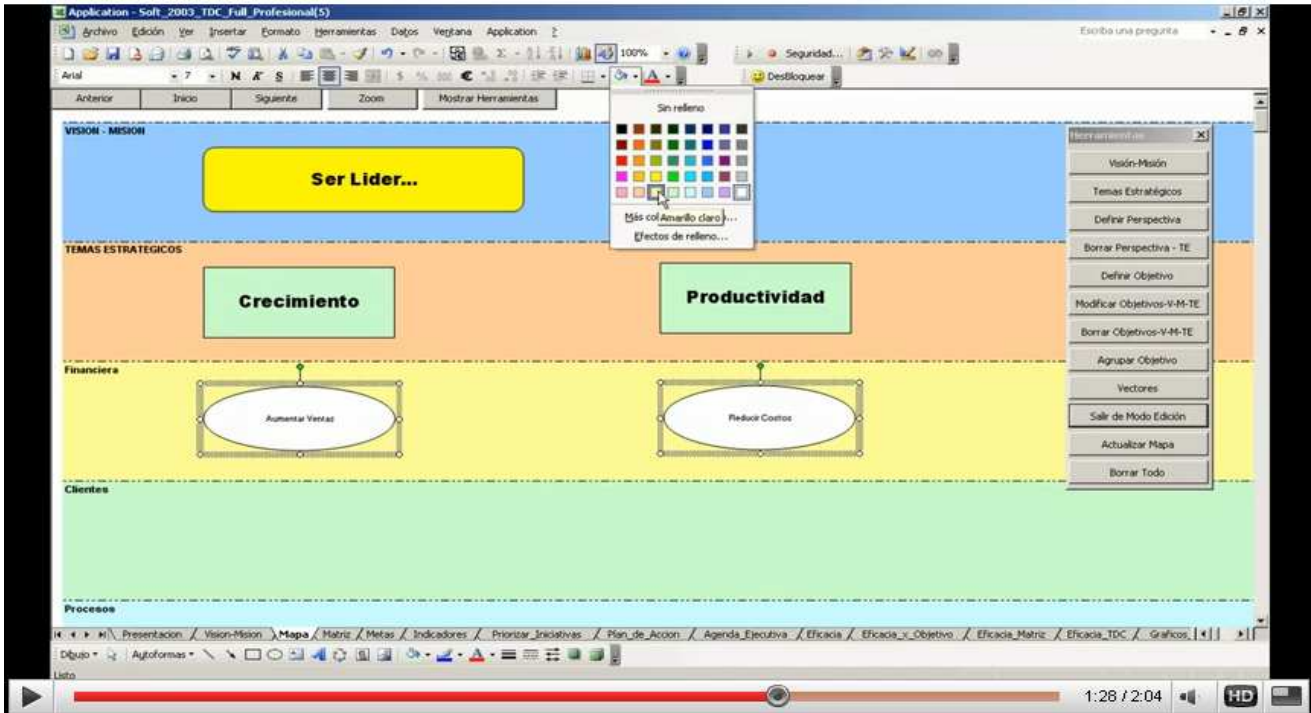 Application - Soft_2003_TDC_Full_Profesional(5)
Archivo Edición Ver Insertar Formato Herramientas Datos Ventana Application ?
Escriba una pregunta
100% Seguridad...
Arial 7 N K S € A DesBloquear
Anterior Inicio Siguiente Zoom Mostrar Herramientas
Sin relleno
Más col
Amarillo claro
Efectos de relleno...
VISION - MISION
Ser Lider...
TEMAS ESTRATEGICOS
Crecimiento
Productividad
Financiera
Aumentar Ventas
Reducir Costos
Clientes
Procesos
Herramientas
Visión-Misión
Temas Estratégicos
Definir Perspectiva
Borrar Perspectiva - TE
Definir Objetivo
Modificar Objetivos-V-M-TE
Borrar Objetivos-V-M-TE
Agrupar Objetivo
Vectores
Salir de Modo Edición
Actualizar Mapa
Borrar Todo
Presentacion Vision-Mision Mapa Matriz Metas Indicadores Priorizar_Iniciativas Plan_de_Accion Agenda_Ejecutiva Eficacia Eficacia_x_Objetivo Eficacia_Matriz Eficacia_TDC Graficos_
Dibujo Autoformas
Listo
1:28 / 2:04 HD